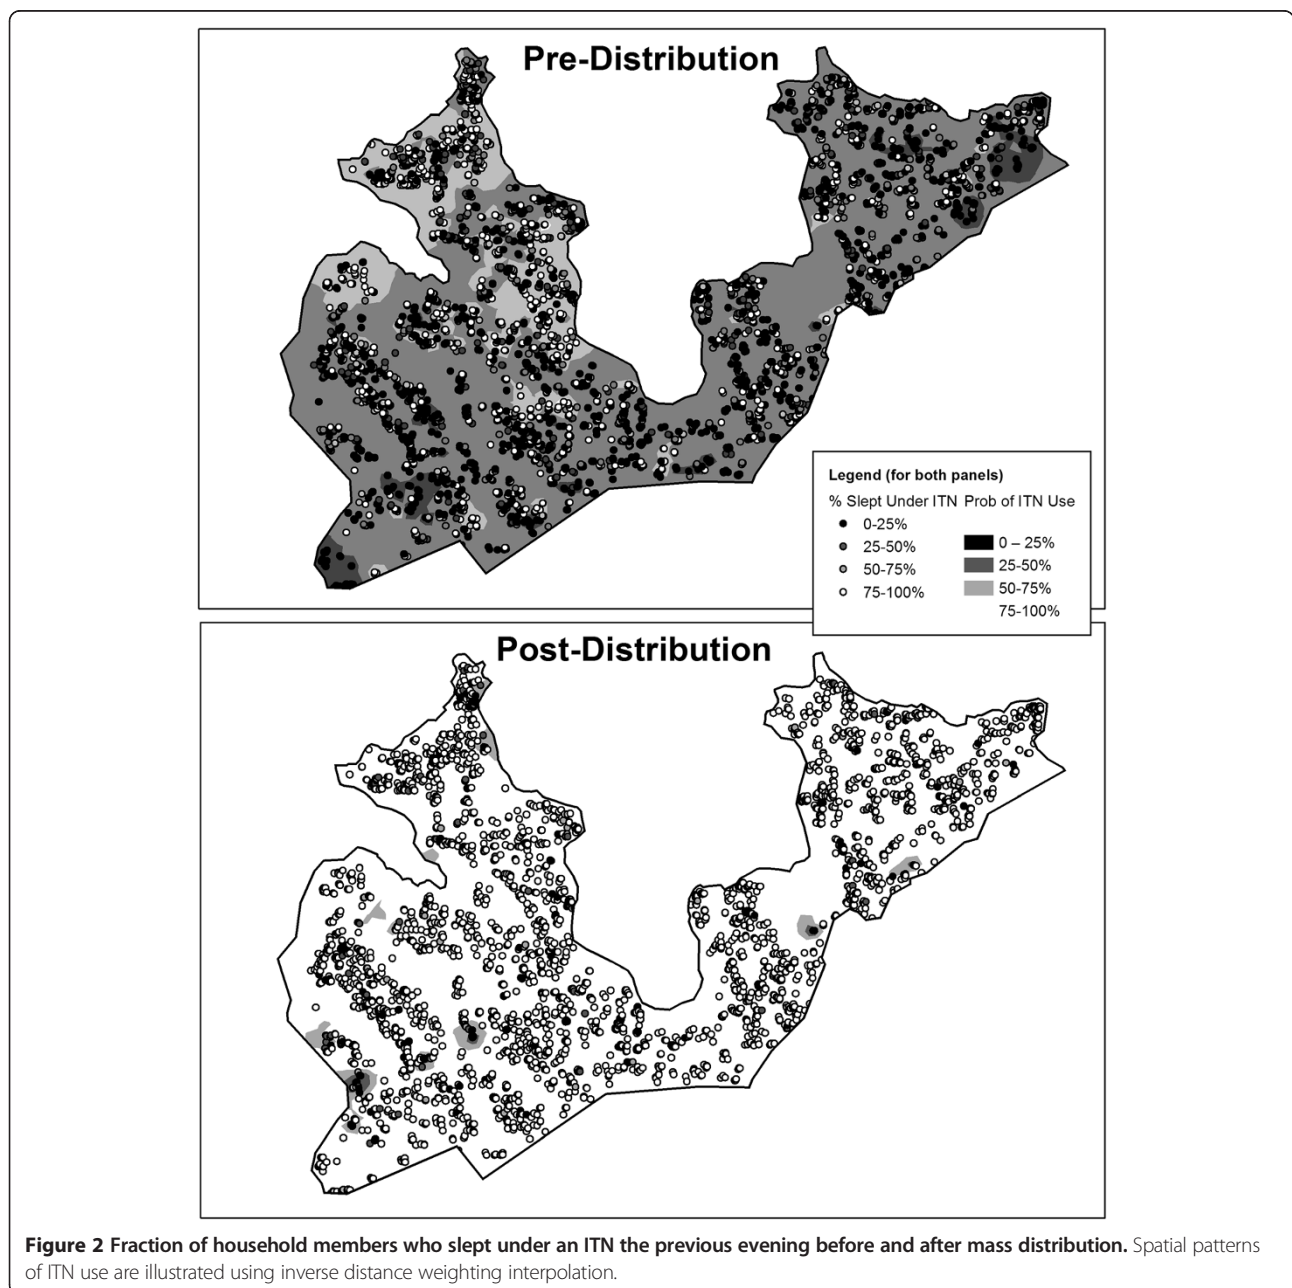 Pre-Distribution
Legend (for both panels)
% Slept Under ITN Prob of ITN Use
0-25%
25-50%
50-75%
75-100%
0 – 25%
25-50%
50-75%
75-100%
Post-Distribution
Figure 2 Fraction of household members who slept under an ITN the previous evening before and after mass distribution. Spatial patterns
of ITN use are illustrated using inverse distance weighting interpolation.